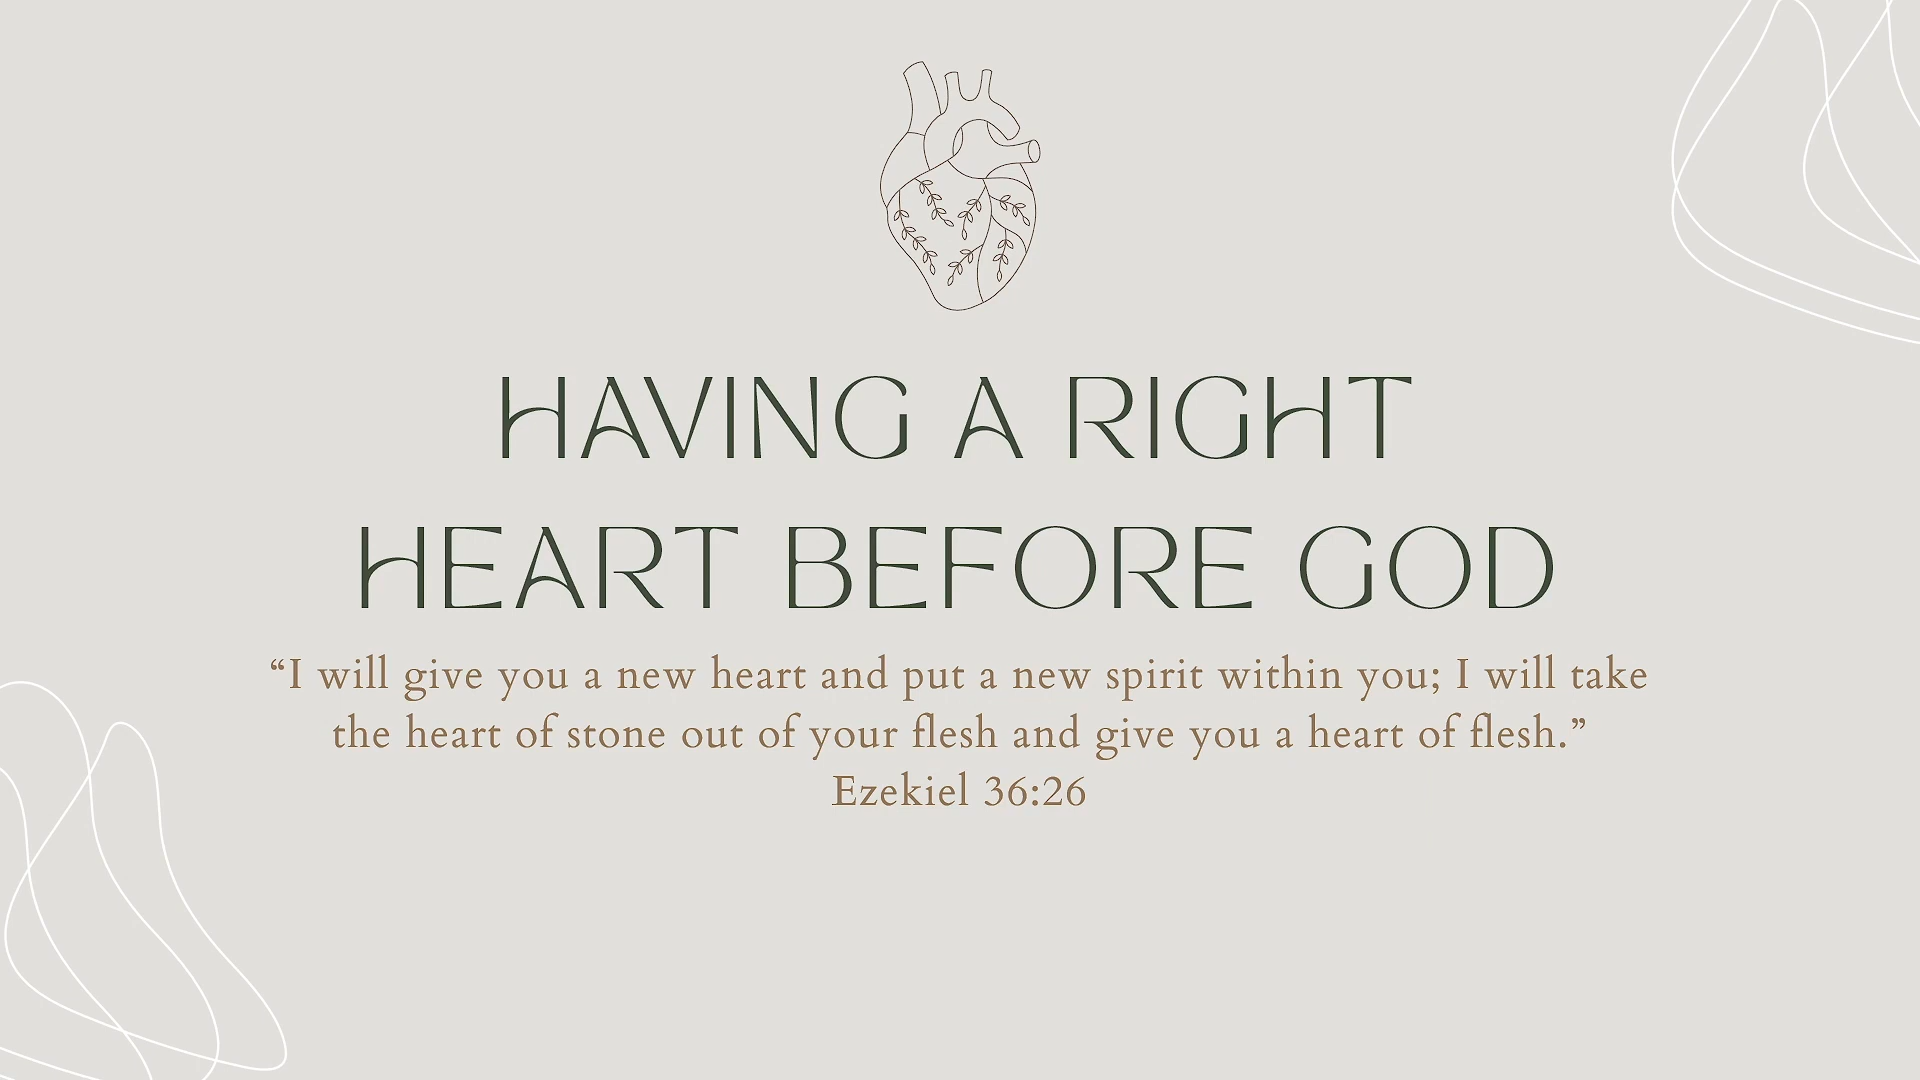 HAVING A RIGHT
HEART BEFORE GOD
“I will give you a new heart and put a new spirit within you; I will take
the heart of stone out of your flesh and give you a heart of flesh.”
Ezekiel 36:26